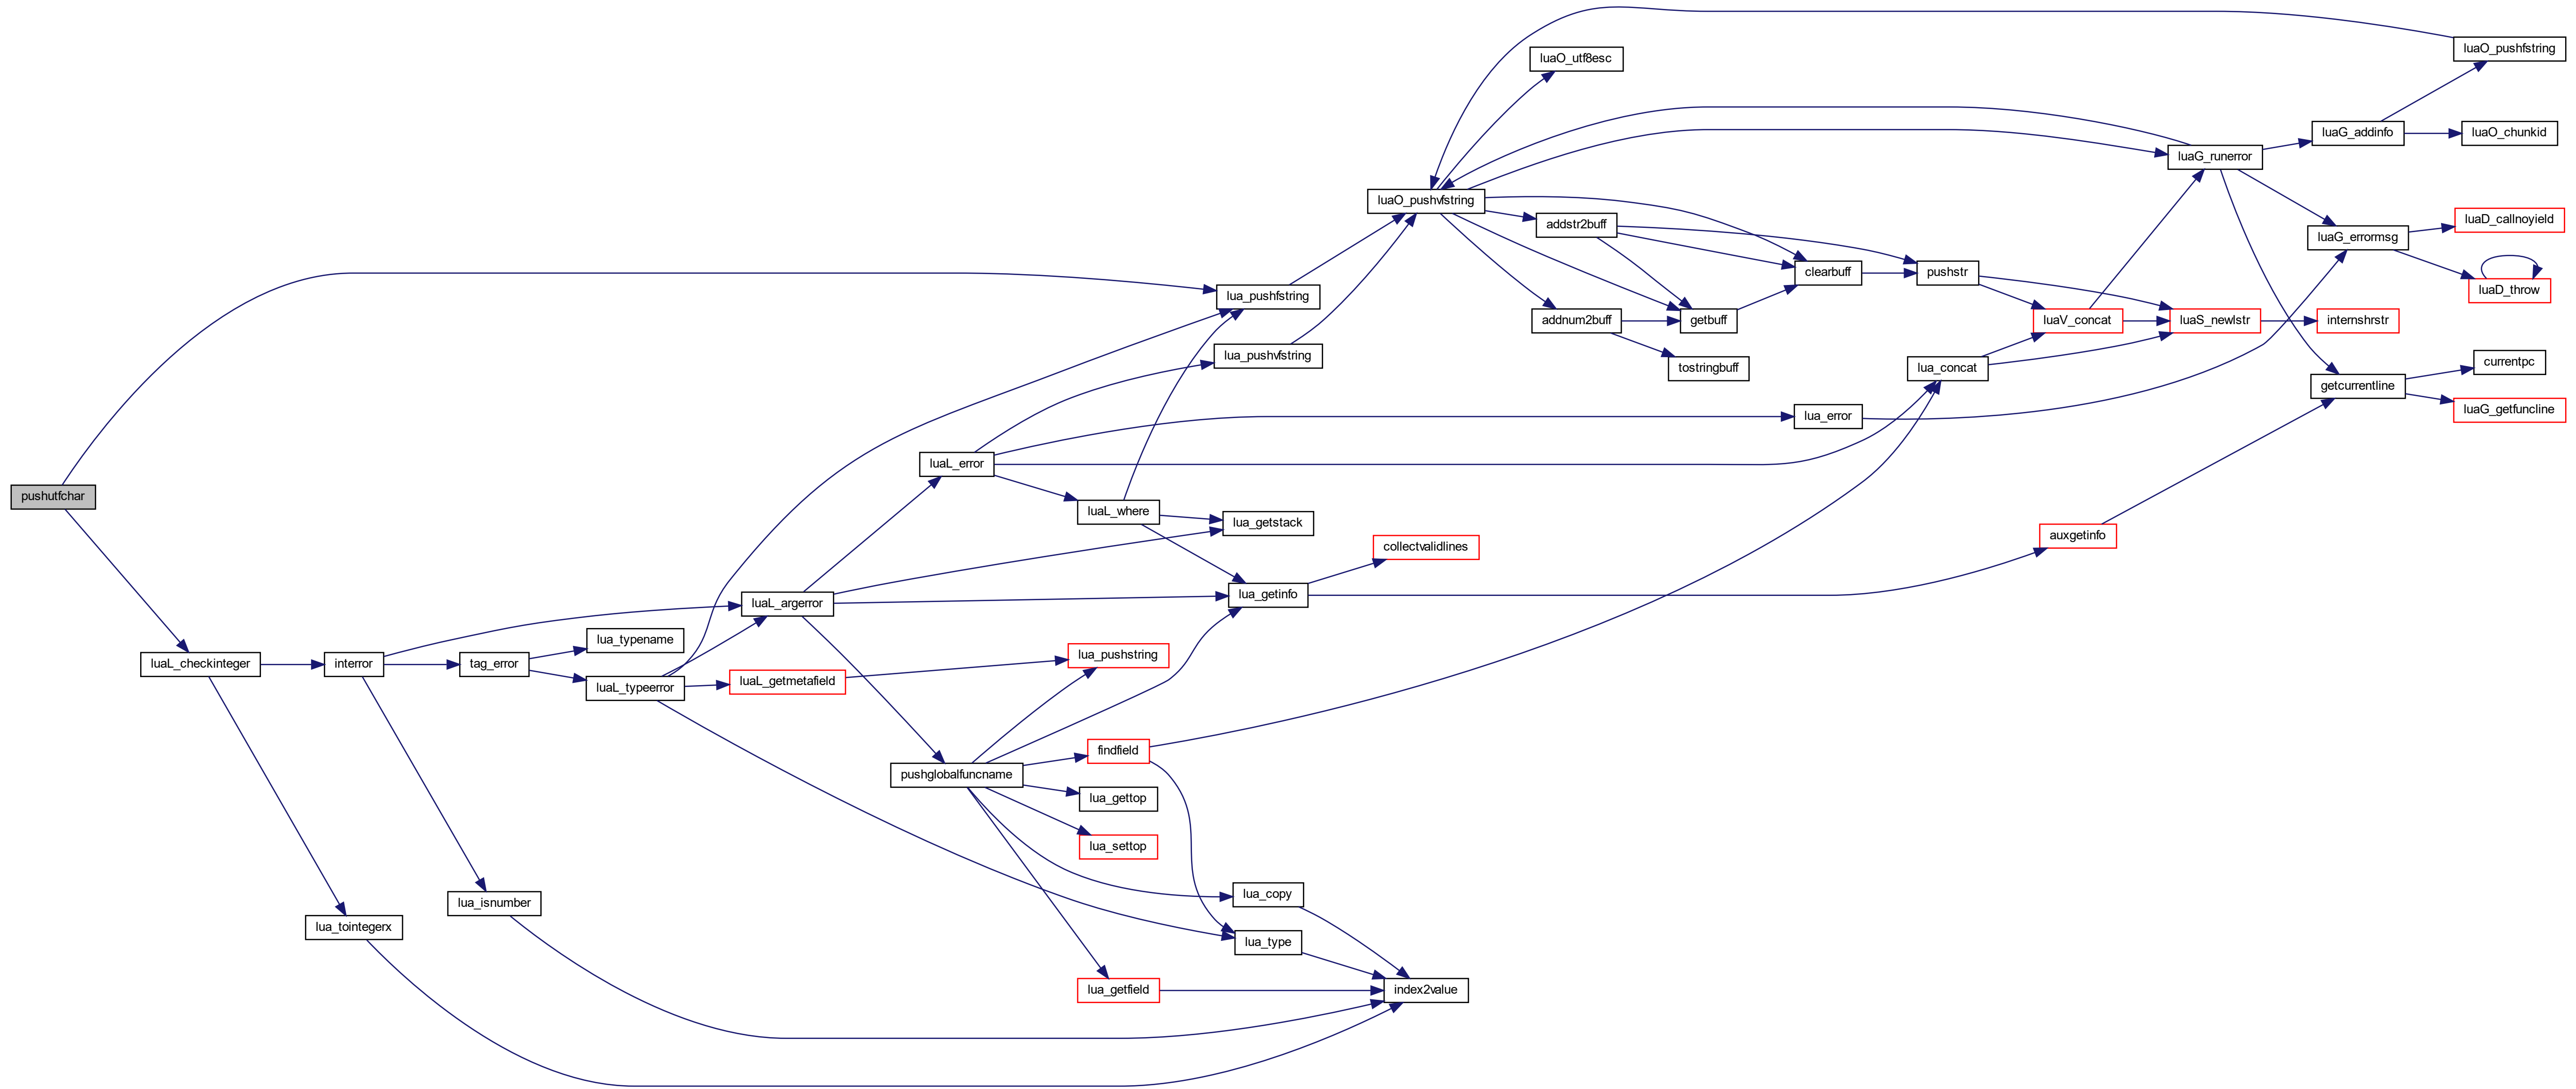 pushutfchar
luaL_checkinteger
lua_tointegerx
interror
lua_isnumber
tag_error
lua_typename
luaL_typeerror
luaL_argerror
luaL_getmetafield
luaL_error
pushglobalfuncname
luaL_where
lua_pushstring
findfield
lua_gettop
lua_settop
lua_getfield
lua_pushfstring
lua_pushvfstring
lua_getstack
lua_getinfo
lua_copy
lua_type
luaO_pushvfstring
collectvalidlines
index2value
luaO_utf8esc
addstr2buff
addnum2buff
getbuff
tostringbuff
clearbuff
lua_error
pushstr
lua_concat
luaV_concat
auxgetinfo
luaG_runerror
luaS_newlstr
luaG_addinfo
luaG_errormsg
internshrstr
getcurrentline
luaO_pushfstring
luaO_chunkid
luaD_callnoyield
luaD_throw
currentpc
luaG_getfuncline